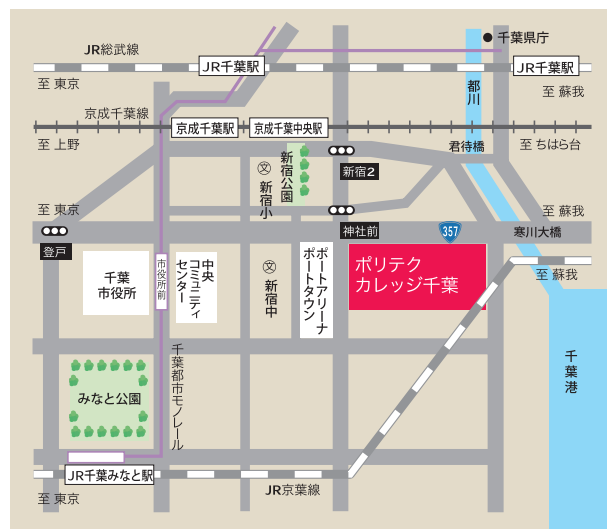 JR総武線
千葉県庁
JR千葉駅
JR千葉駅
至 東京
至 蘇我
都川
京成千葉線
京成千葉駅
京成千葉中央駅
至 上野
君待橋
至 ちはら台
新宿公園
文
新宿小
新宿2
至 東京
至 蘇我
登戸
神社前
357
寒川大橋
千葉
市役所
市役所前
中央
コミュニティ
センター
文
新宿中
ポートアリーナ
ポートタウン
ポリテク
カレッジ千葉
至 蘇我
千葉港
千葉都市モノレール
みなと公園
JR千葉みなと駅
JR京葉線
至 東京